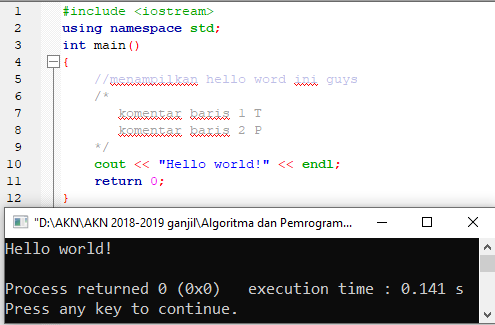 1 #include <iostream>
2 using namespace std;
3 int main()
4 {
5 //menampilkan hello word ini guys
6 /*
7 komentar baris 1 T
8 komentar baris 2 P
9 */
10 cout << "Hello world!" << endl;
11 return 0;
12 }
"D:\AKN\AKN 2018-2019 ganjil\Algoritma dan Pemrogram...
Hello world!
Process returned 0 (0x0) execution time : 0.141 s
Press any key to continue.